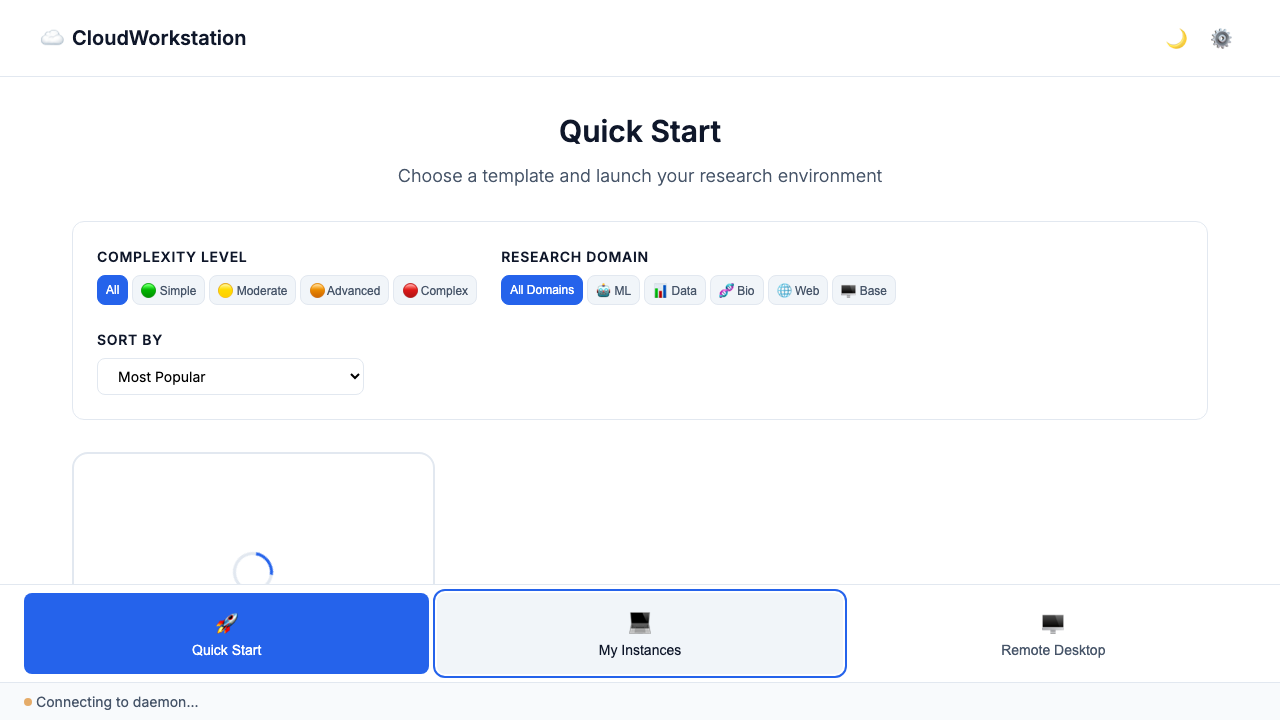 CloudWorkstation
Quick Start
Choose a template and launch your research environment
COMPLEXITY LEVEL
All
Simple
Moderate
Advanced
Complex
RESEARCH DOMAIN
All Domains
ML
Data
Bio
Web
Base
SORT BY
Most Popular
Quick Start
My Instances
Remote Desktop
Connecting to daemon...